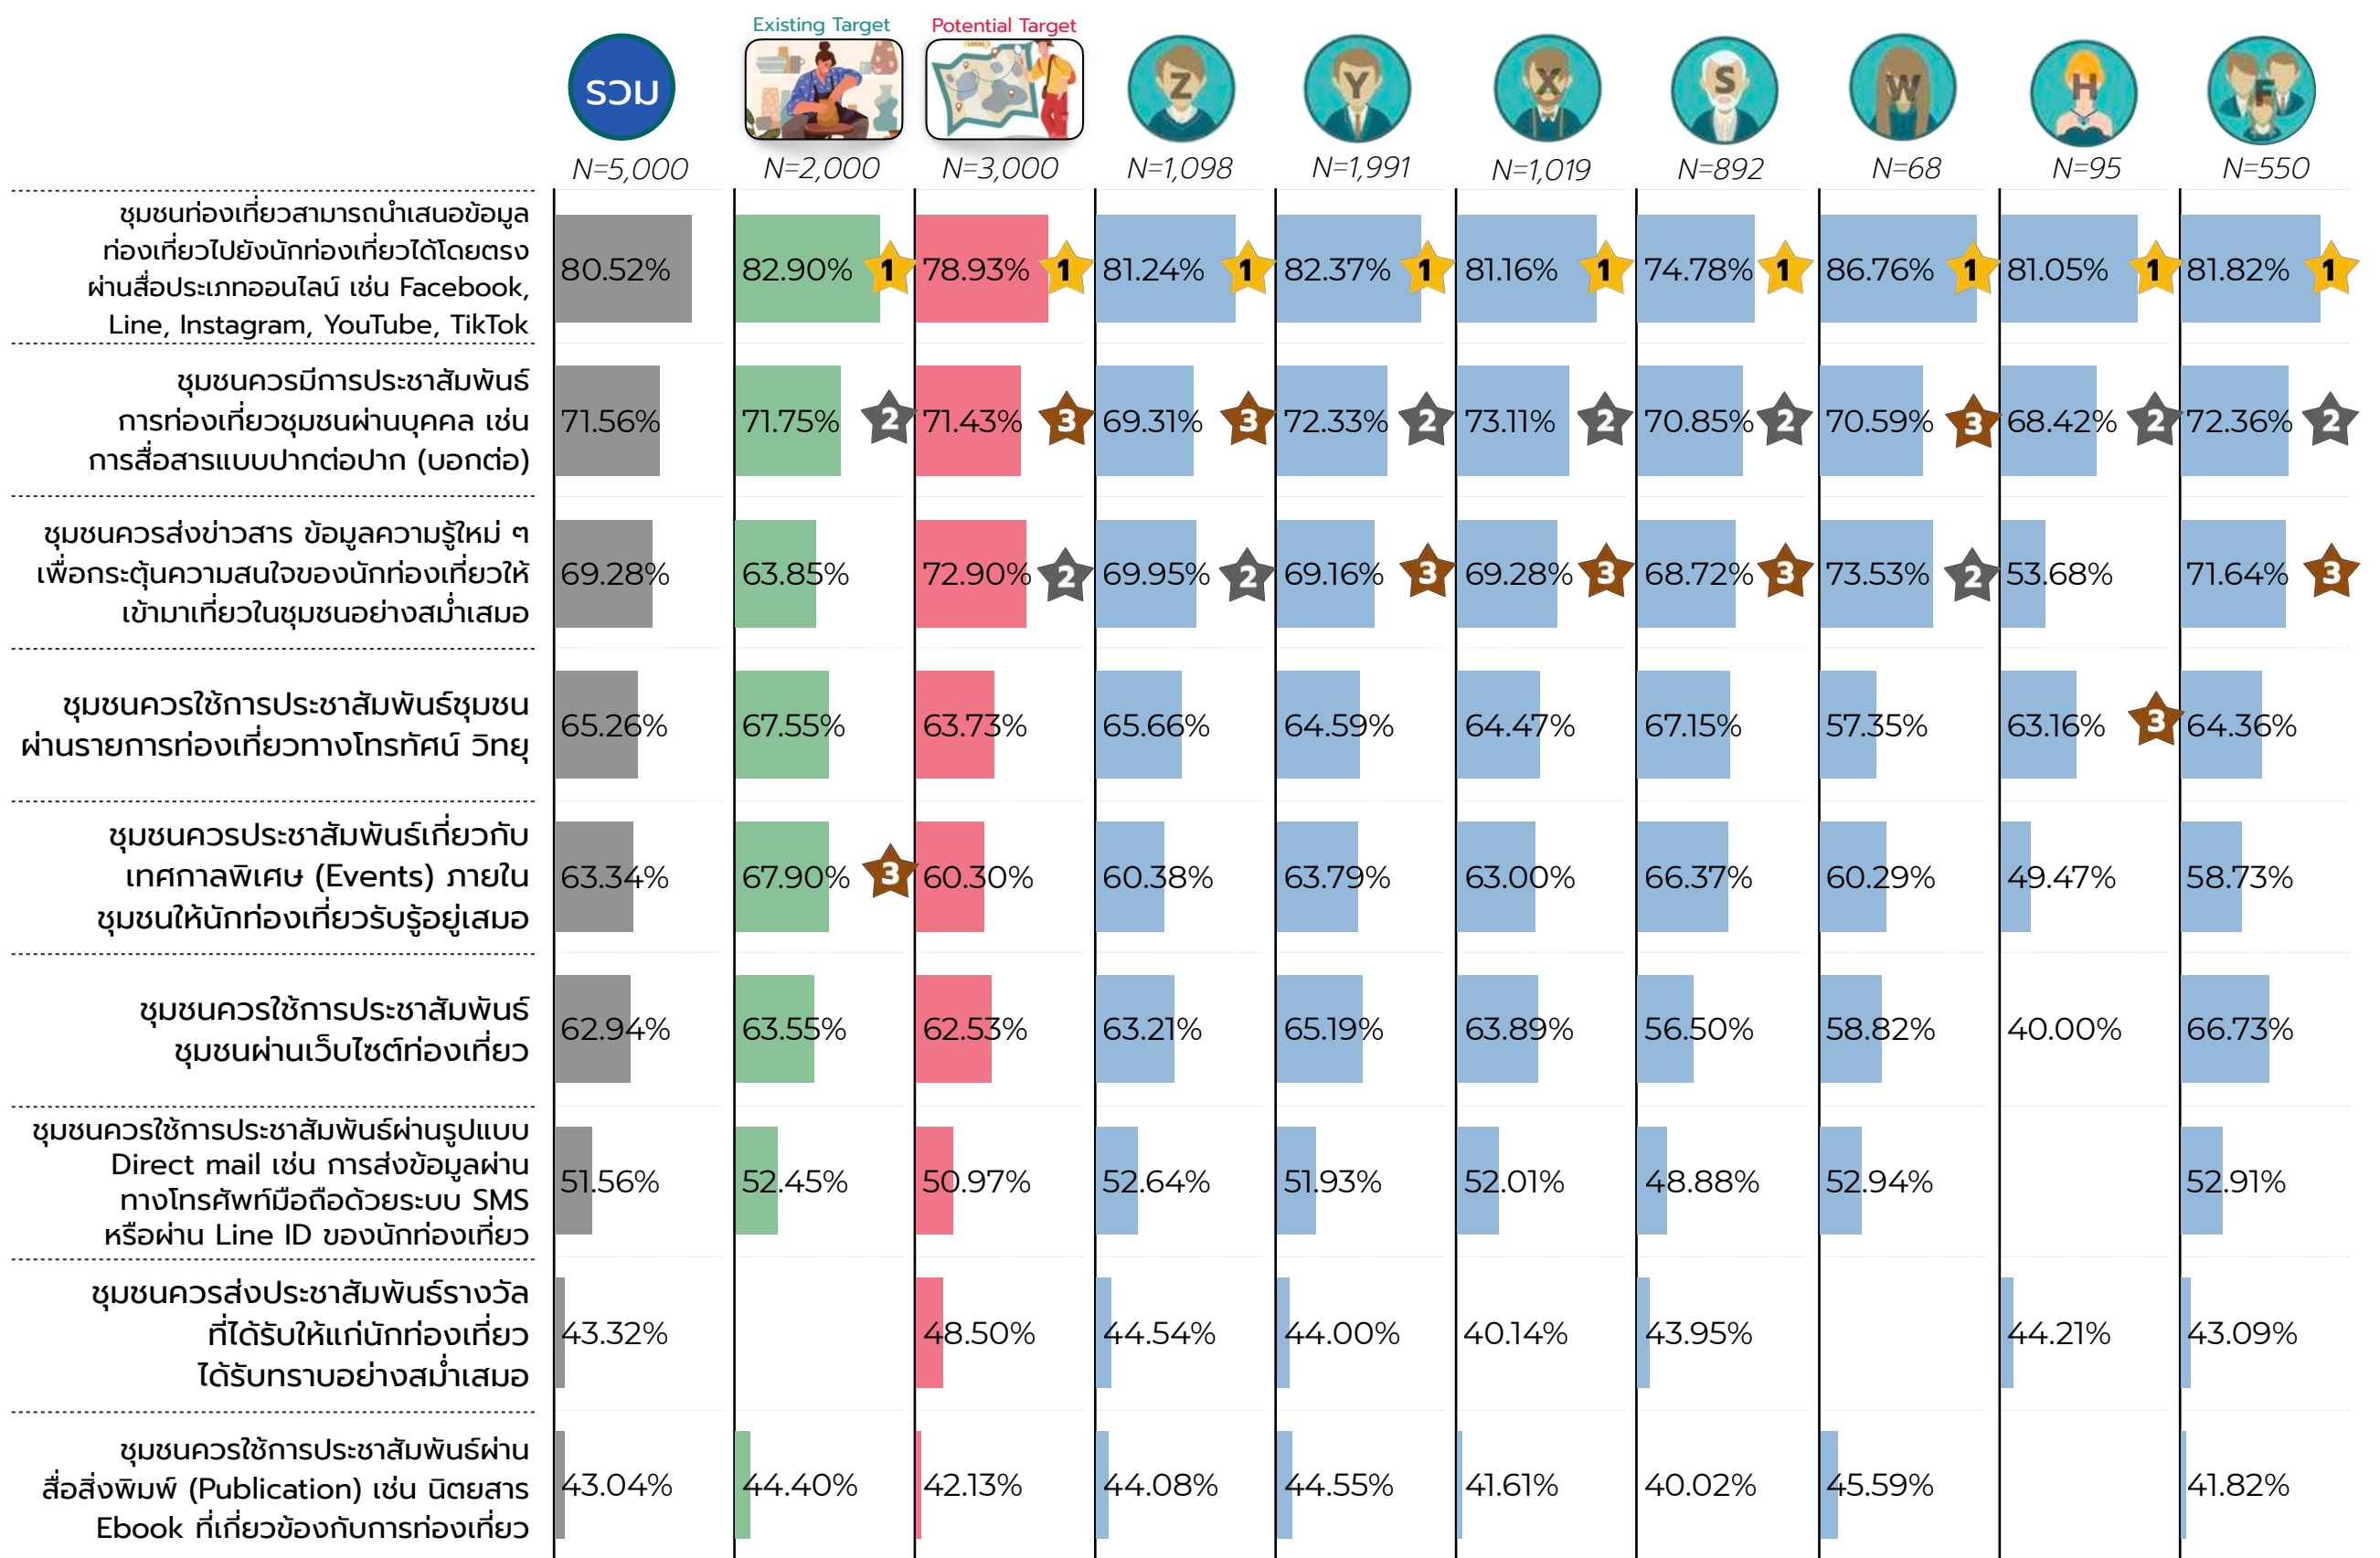 Existing Target
Potential Target
รวม
Z
Y
X
S
W
H
F
N=5,000
N=2,000
N=3,000
N=1,098
N=1,991
N=1,019
N=892
N=68
N=95
N=550
ชุมชนท่องเที่ยวสามารถนำเสนอข้อมูล
ท่องเที่ยวไปยังนักท่องเที่ยวได้โดยตรง
ผ่านสื่อประเภทออนไลน์ เช่น Facebook,
Line, Instagram, YouTube, TikTok
80.52%
82.90% 1
78.93% 1
81.24% 1
82.37% 1
81.16% 1
74.78% 1
86.76% 1
81.05% 1
81.82% 1
ชุมชนควรมีการประชาสัมพันธ์
การท่องเที่ยวชุมชนผ่านบุคคล เช่น
การสื่อสารแบบปากต่อปาก (บอกต่อ)
71.56%
71.75% 2
71.43% 3
69.31% 3
72.33% 2
73.11% 2
70.85% 2
70.59% 3
68.42% 2
72.36% 2
ชุมชนควรส่งข่าวสาร ข้อมูลความรู้ใหม่ ๆ
เพื่อกระตุ้นความสนใจของนักท่องเที่ยวให้
เข้ามาเที่ยวในชุมชนอย่างสม่ำเสมอ
69.28%
63.85%
72.90% 2
69.95% 2
69.16% 3
69.28% 3
68.72% 3
73.53% 2
53.68%
71.64% 3
ชุมชนควรใช้การประชาสัมพันธ์ชุมชน
ผ่านรายการท่องเที่ยวทางโทรทัศน์ วิทยุ
65.26%
67.55%
63.73%
65.66%
64.59%
64.47%
67.15%
57.35%
63.16% 3
64.36%
ชุมชนควรประชาสัมพันธ์เกี่ยวกับ
เทศกาลพิเศษ (Events) ภายใน
ชุมชนให้นักท่องเที่ยวรับรู้อยู่เสมอ
63.34%
67.90% 3
60.30%
60.38%
63.79%
63.00%
66.37%
60.29%
49.47%
58.73%
ชุมชนควรใช้การประชาสัมพันธ์
ชุมชนผ่านเว็บไซต์ท่องเที่ยว
62.94%
63.55%
62.53%
63.21%
65.19%
63.89%
56.50%
58.82%
40.00%
66.73%
ชุมชนควรใช้การประชาสัมพันธ์ผ่านรูปแบบ
Direct mail เช่น การส่งข้อมูลผ่าน
ทางโทรศัพท์มือถือด้วยระบบ SMS
หรือผ่าน Line ID ของนักท่องเที่ยว
51.56%
52.45%
50.97%
52.64%
51.93%
52.01%
48.88%
52.94%
52.91%
ชุมชนควรส่งประชาสัมพันธ์รางวัล
ที่ได้รับให้แก่นักท่องเที่ยว
ได้รับทราบอย่างสม่ำเสมอ
43.32%
48.50%
44.54%
44.00%
40.14%
43.95%
44.21%
43.09%
ชุมชนควรใช้การประชาสัมพันธ์ผ่าน
สื่อสิ่งพิมพ์ (Publication) เช่น นิตยสาร
Ebook ที่เกี่ยวข้องกับการท่องเที่ยว
43.04%
44.40%
42.13%
44.08%
44.55%
41.61%
40.02%
45.59%
41.82%